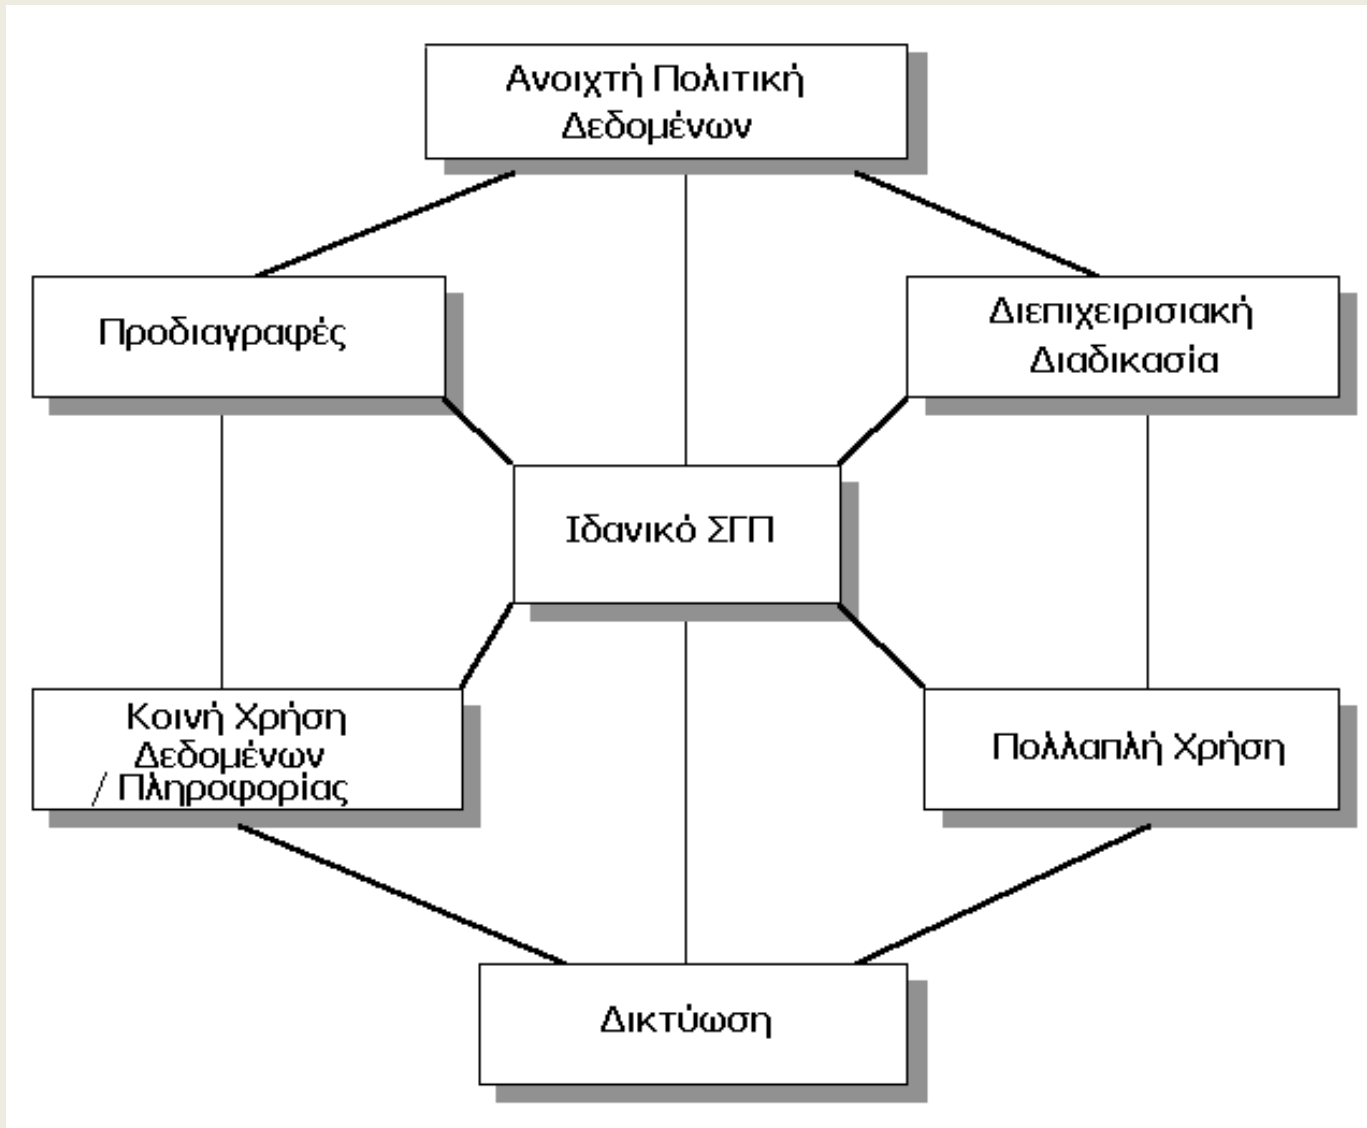 Ανοιχτή Πολιτική
Δεδομένων
Προδιαγραφές
Διεπιχειρισιακή
Διαδικασία
Ιδανικό ΣΓΠ
Κοινή Χρήση
Δεδομένων
/ Πληροφορίας
Πολλαπλή Χρήση
Δικτύωση